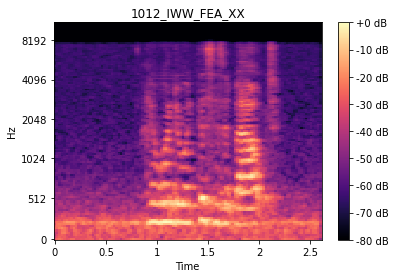 1012_IWW_FEA_XX
+0 dB
8192
-10 dB
4096
-20 dB
-30 dB
2048
Hz
-40 dB
1024
-50 dB
512
-60 dB
-70 dB
0
-80 dB
0 0.5 1 1.5 2 2.5
Time